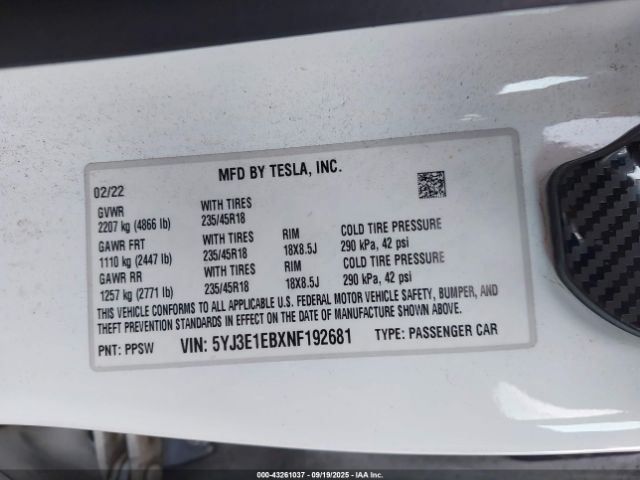 MFD BY TESLA, INC.
02/22
GVWR WITH TIRES
2207 kg (4866 lb) 235/45R18
GAWR FRT WITH TIRES RIM COLD TIRE PRESSURE
1110 kg (2447 lb) 235/45R18 18X8.5J 290 kPa, 42 psi
GAWR RR WITH TIRES RIM COLD TIRE PRESSURE
1257 kg (2771 lb) 235/45R18 18X8.5J 290 kPa, 42 psi
THIS VEHICLE CONFORMS TO ALL APPLICABLE U.S. FEDERAL MOTOR VEHICLE SAFETY, BUMPER, AND
THEFT PREVENTION STANDARDS IN EFFECT ON THE DATE OF MANUFACTURE SHOWN ABOVE.
PNT: PPSW VIN: 5YJ3E1EBXNF192681 TYPE: PASSENGER CAR
000-43261037 - 09/19/2025 - IAA Inc.